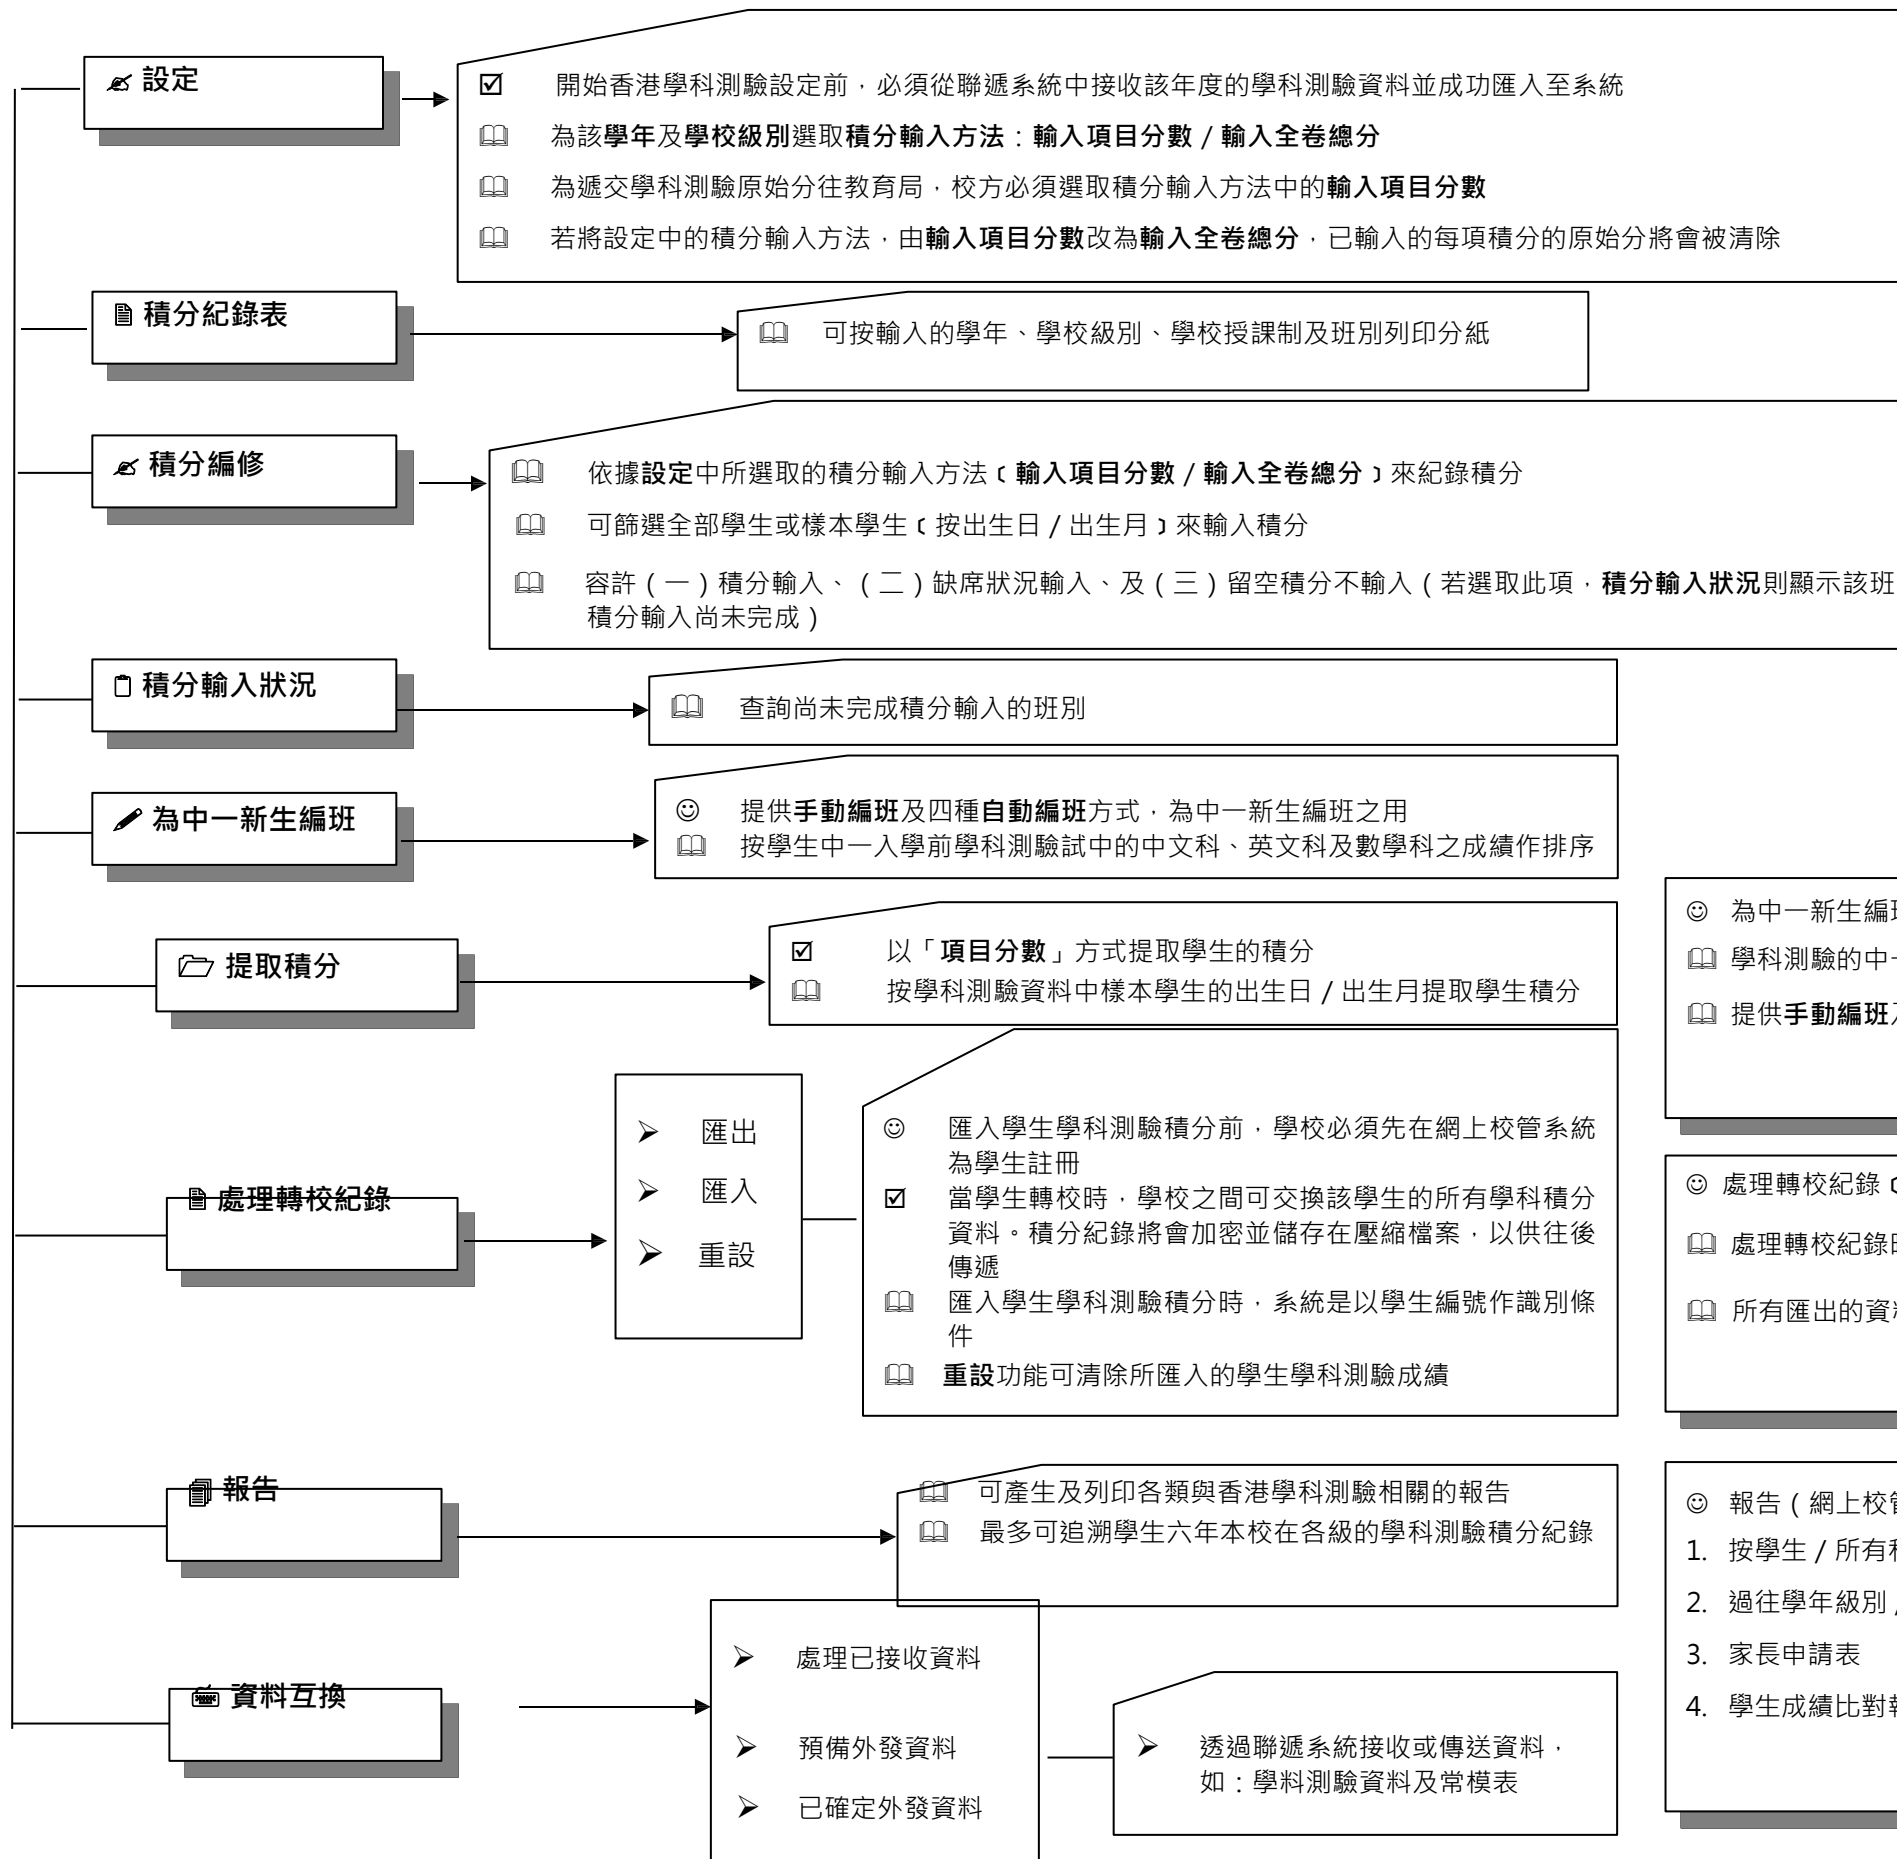 設定
開始香港學科測驗設定前，必須從聯遞系統中接收該年度的學科測驗資料並成功匯入至系統
為該學年及學校級別選取積分輸入方法：輸入項目分數 / 輸入全卷總分
為遞交學科測驗原始分往教育局，校方必須選取積分輸入方法中的輸入項目分數
若將設定中的積分輸入方法，由輸入項目分數改為輸入全卷總分，已輸入的每項積分的原始分將會被清除
積分紀錄表
可按輸入的學年、學校級別、學校授課制及班別列印分紙
積分編修
依據設定中所選取的積分輸入方法﹝輸入項目分數 / 輸入全卷總分﹞來紀錄積分
可篩選全部學生或樣本學生﹝按出生日 / 出生月﹞來輸入積分
容許（一）積分輸入、（二）缺席狀況輸入、及（三）留空積分不輸入（若選取此項，積分輸入狀況則顯示該班
積分輸入尚未完成）
積分輸入狀況
查詢尚未完成積分輸入的班別
為中一新生編班
提供手動編班及四種自動編班方式，為中一新生編班之用
按學生中一入學前學科測驗試中的中文科、英文科及數學科之成績作排序
提取積分
以「項目分數」方式提取學生的積分
按學科測驗資料中樣本學生的出生日 / 出生月提取學生積分
處理轉校紀錄
匯出
匯入
重設
匯入學生學科測驗積分前，學校必須先在網上校管系統
為學生註冊
當學生轉校時，學校之間可交換該學生的所有學科積分
資料。積分紀錄將會加密並儲存在壓縮檔案，以供往後
傳遞
匯入學生學科測驗積分時，系統是以學生編號作識別條
件
重設功能可清除所匯入的學生學科測驗成績
報告
可產生及列印各類與香港學科測驗相關的報告
最多可追溯學生六年本校在各級的學科測驗積分紀錄
資料互換
處理已接收資料
預備外發資料
已確定外發資料
透過聯遞系統接收或傳送資料，
如：學料測驗資料及常模表
為中一新生編
學科測驗的中
提供手動編班
處理轉校紀錄
處理轉校紀錄
所有匯出的資
報告（網上校
1. 按學生 / 所有
2. 過往學年級別 /
3. 家長申請表
4. 學生成績比對